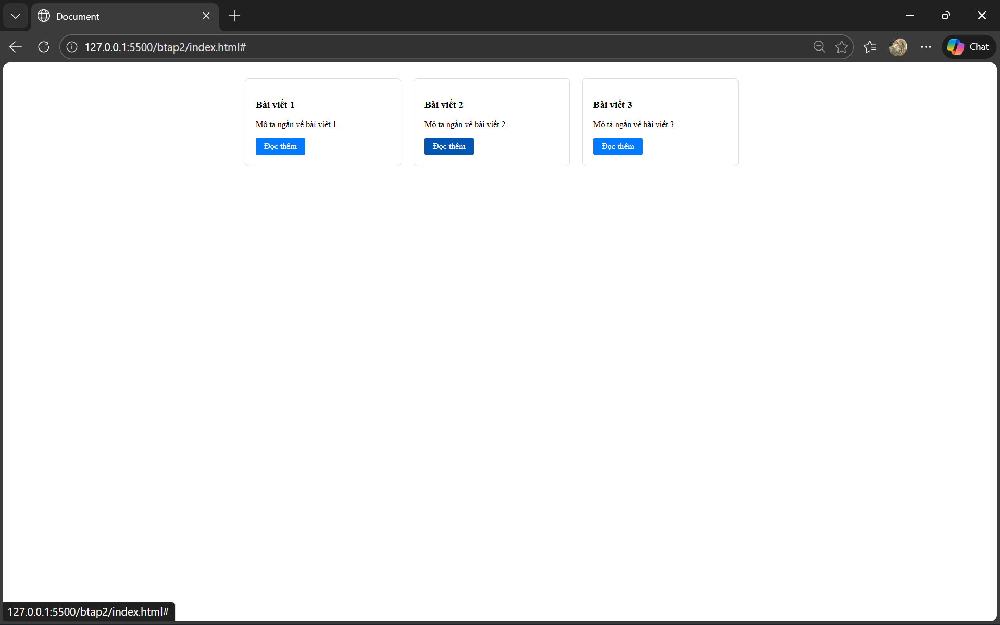 Document
127.0.0.1:5500/btap2/index.html#
Chat
Bài viết 1
Mô tả ngắn về bài viết 1.
Đọc thêm
Bài viết 2
Mô tả ngắn về bài viết 2.
Đọc thêm
Bài viết 3
Mô tả ngắn về bài viết 3.
Đọc thêm
127.0.0.1:5500/btap2/index.html#